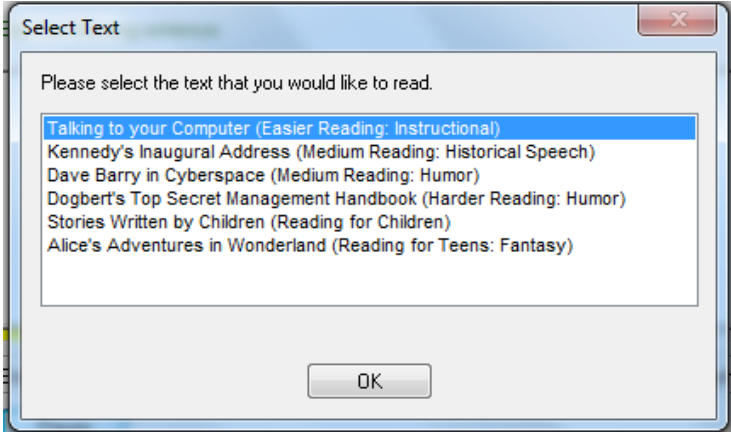 Select Text
Please select the text that you would like to read.
Talking to your Computer (Easier Reading: Instructional)
Kennedy's Inaugural Address (Medium Reading: Historical Speech)
Dave Barry in Cyberspace (Medium Reading: Humor)
Dogbert's Top Secret Management Handbook (Harder Reading: Humor)
Stories Written by Children (Reading for Children)
Alice's Adventures in Wonderland (Reading for Teens: Fantasy)
OK